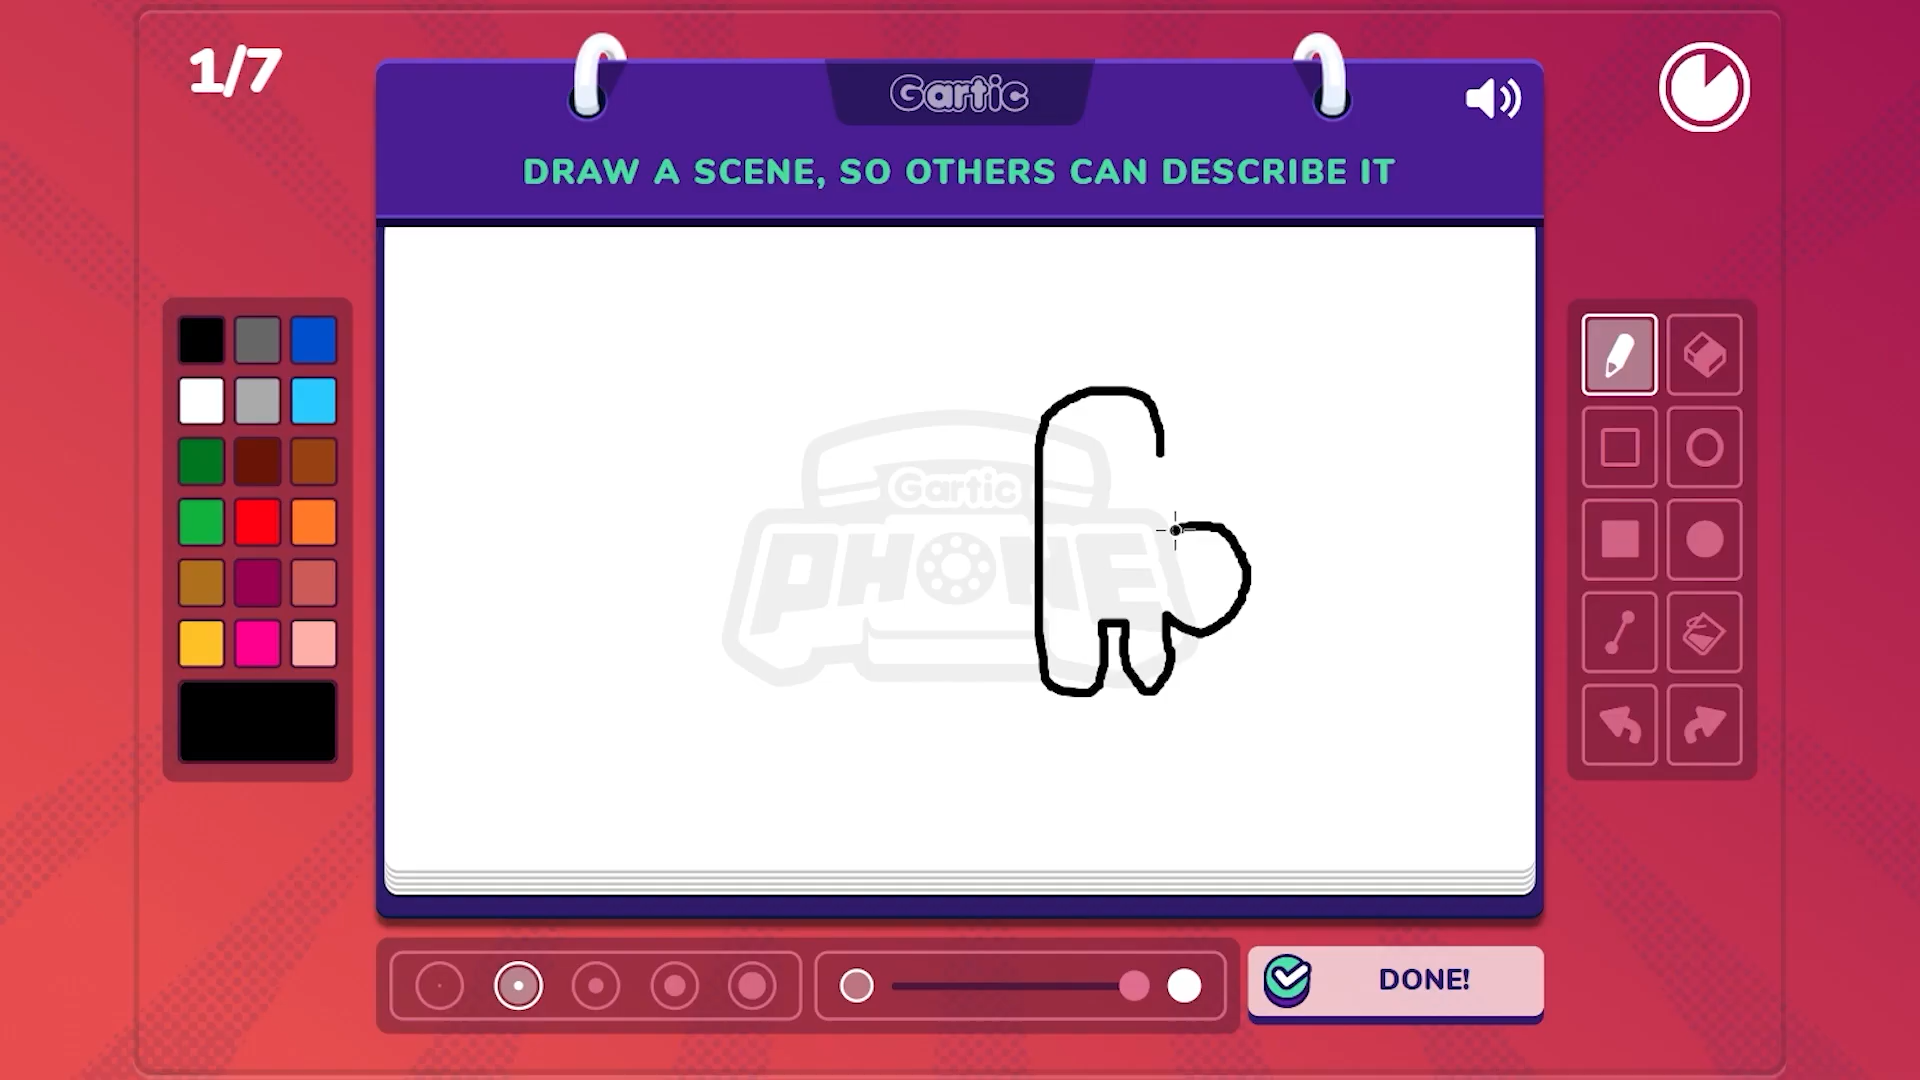 1/7
Gartic
DRAW A SCENE, SO OTHERS CAN DESCRIBE IT
Gartic
PHONE
DONE!